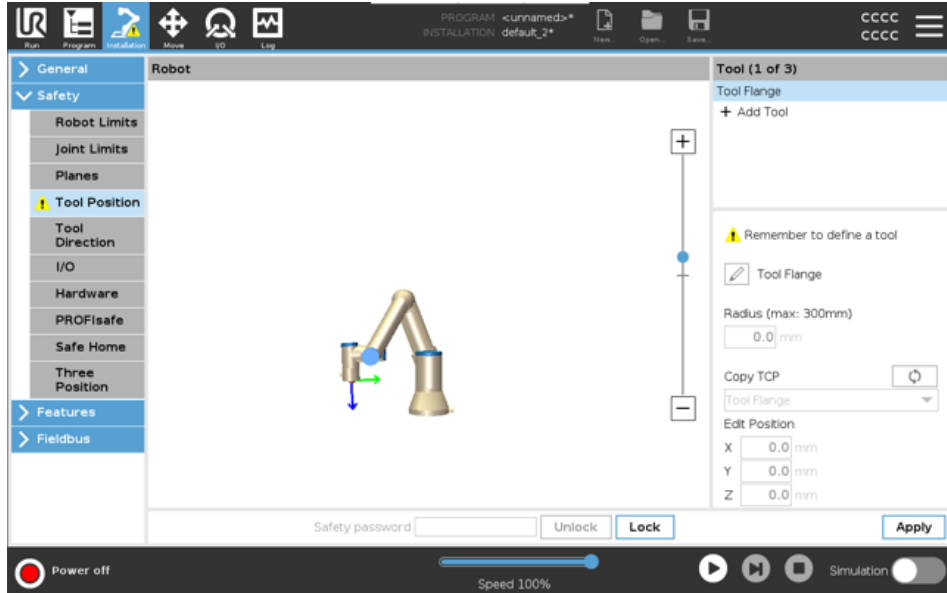 PROGRAM <unnamed>*
INSTALLATION default_2*
Run Program Installation Move I/O Log New... Open... Save...
cccc
cccc
General
Safety
Robot Limits
Joint Limits
Planes
Tool Position
Tool
Direction
I/O
Hardware
PROFIsafe
Safe Home
Three
Position
Features
Fieldbus
Robot
Tool (1 of 3)
Tool Flange
+ Add Tool
Remember to define a tool
Tool Flange
Radius (max: 300mm)
0.0 mm
Copy TCP
Tool Flange
Edit Position
X 0.0 mm
Y 0.0 mm
Z 0.0 mm
Safety password Unlock Lock Apply
Power off
Speed 100%
Simulation